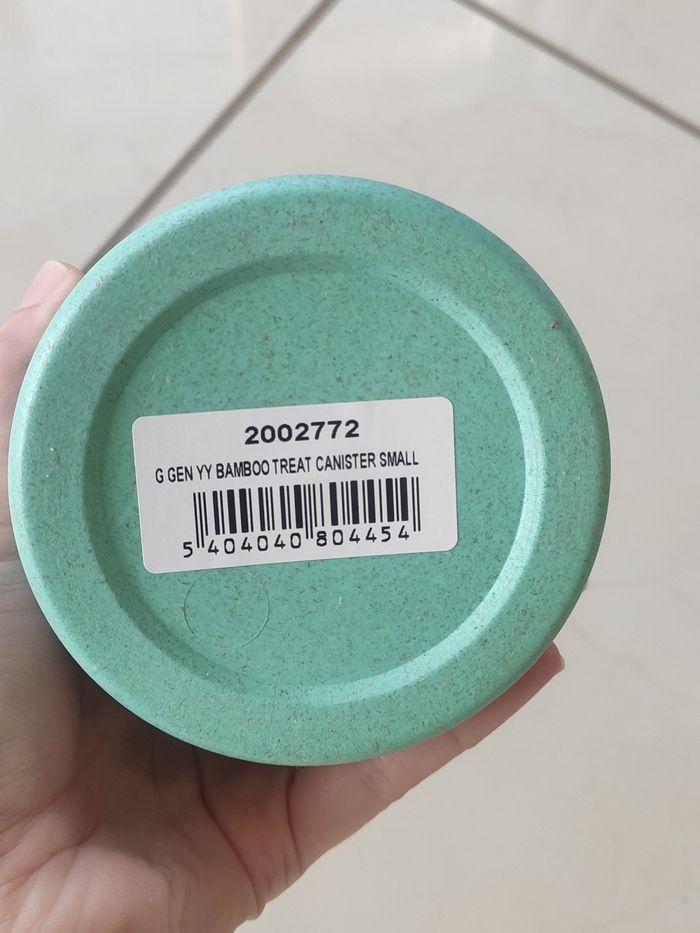 2002772
G GEN YY BAMBOO TREAT CANISTER SMALL
5 404040 804454